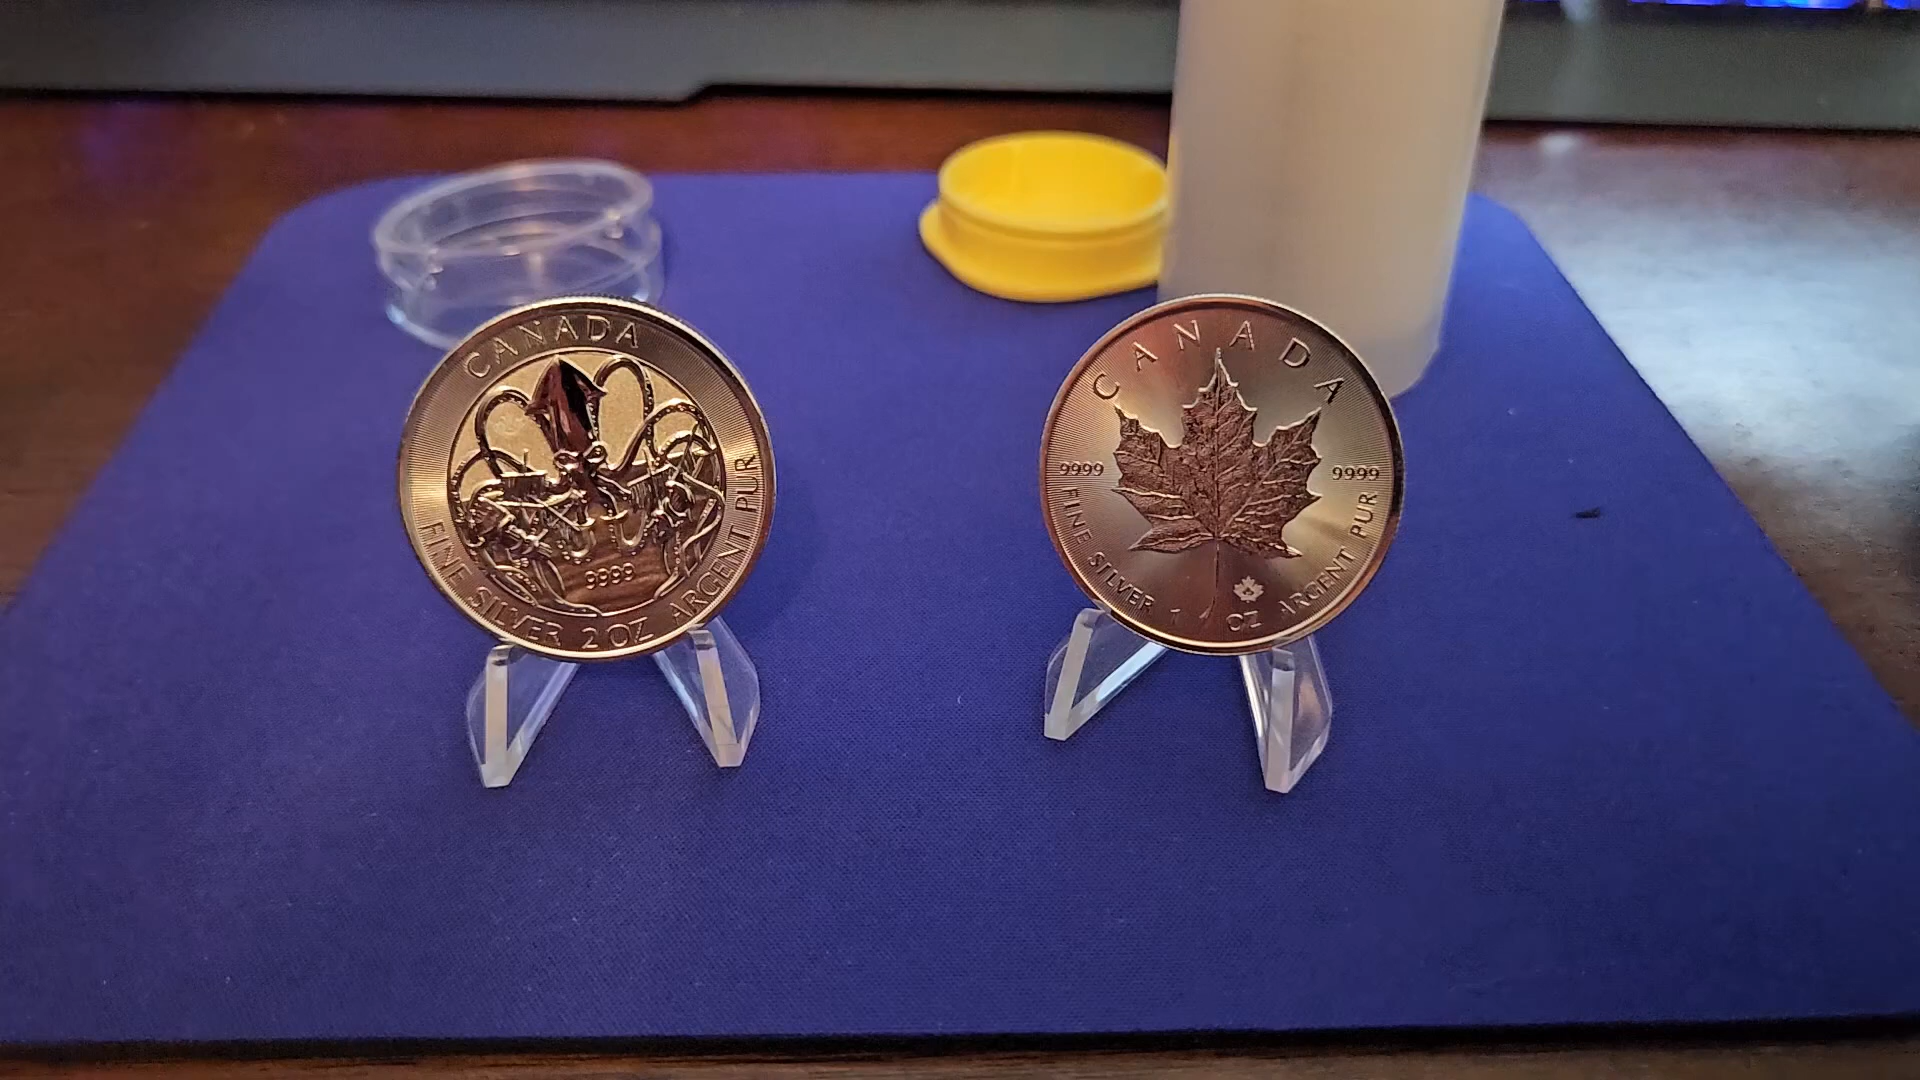 CANADA
9999
FINE SILVER 2 OZ ARGENT PUR
CANADA
9999 9999
FINE SILVER 1 OZ ARGENT PUR